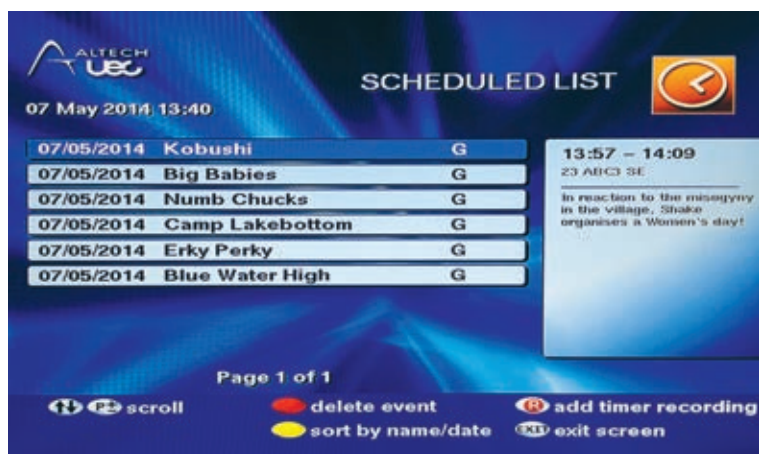 ALTECH
UEC
SCHEDULED LIST
07 May 2014 13:40
07/05/2014 Kobushi G
07/05/2014 Big Babies G
07/05/2014 Numb Chucks G
07/05/2014 Camp Lakebottom G
07/05/2014 Erky Perky G
07/05/2014 Blue Water High G
13:57 – 14:09
23 ABC3 SE
In reaction to the misogyny
in the village, Shake
organises a Women's day!
Page 1 of 1
P± scroll
delete event
R add timer recording
sort by name/date
EXIT exit screen